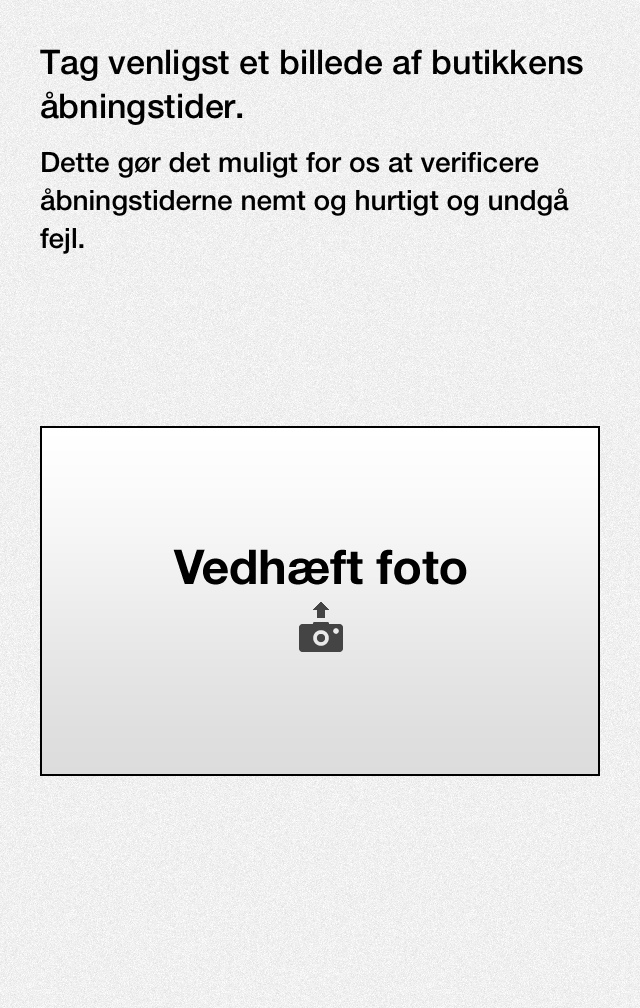 Tag venligst et billede af butikkens
åbningstider.
Dette gør det muligt for os at verificere
åbningstiderne nemt og hurtigt og undgå
fejl.
Vedhæft foto